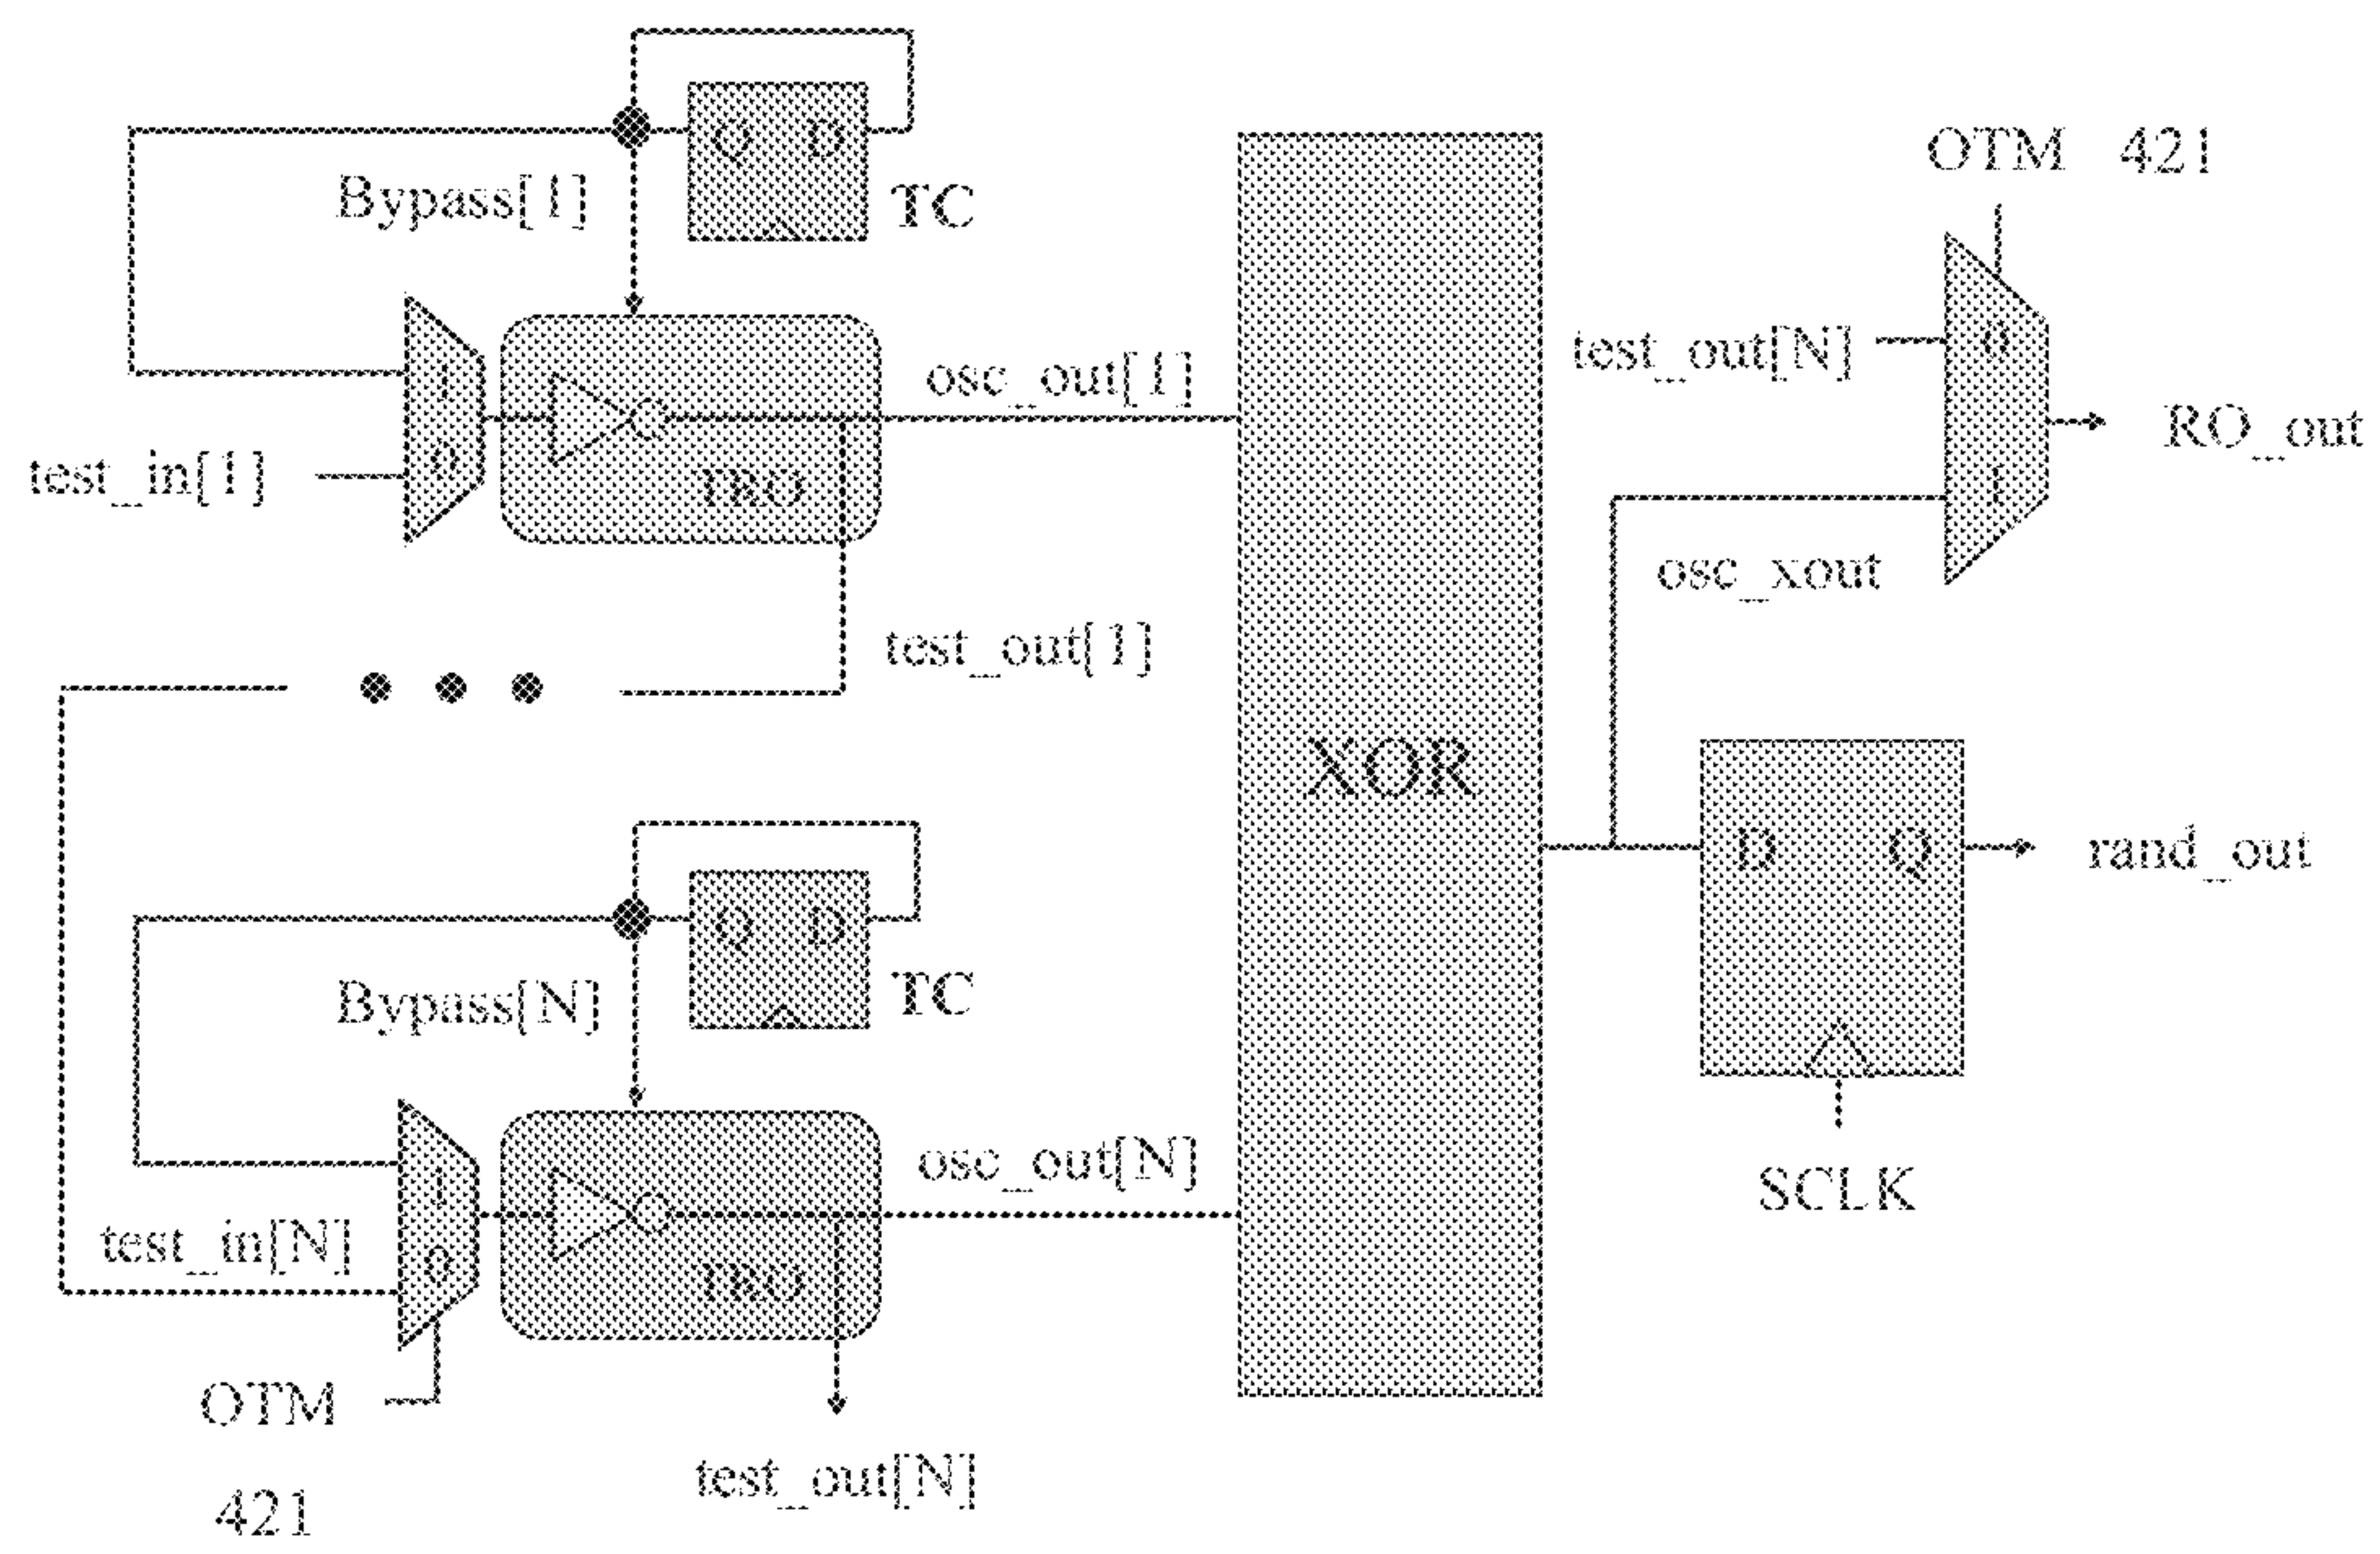 Q D
TC
Bypass[1]
1
0
test_in[1]
TRO
osc_out[1]
test_out[1]
Q D
TC
Bypass[N]
1
0
test_in[N]
TRO
osc_out[N]
OTM
421
test_out[N]
XOR
OTM 421
test_out[N]
0
1
RO_out
osc_xout
D Q
rand_out
SCLK